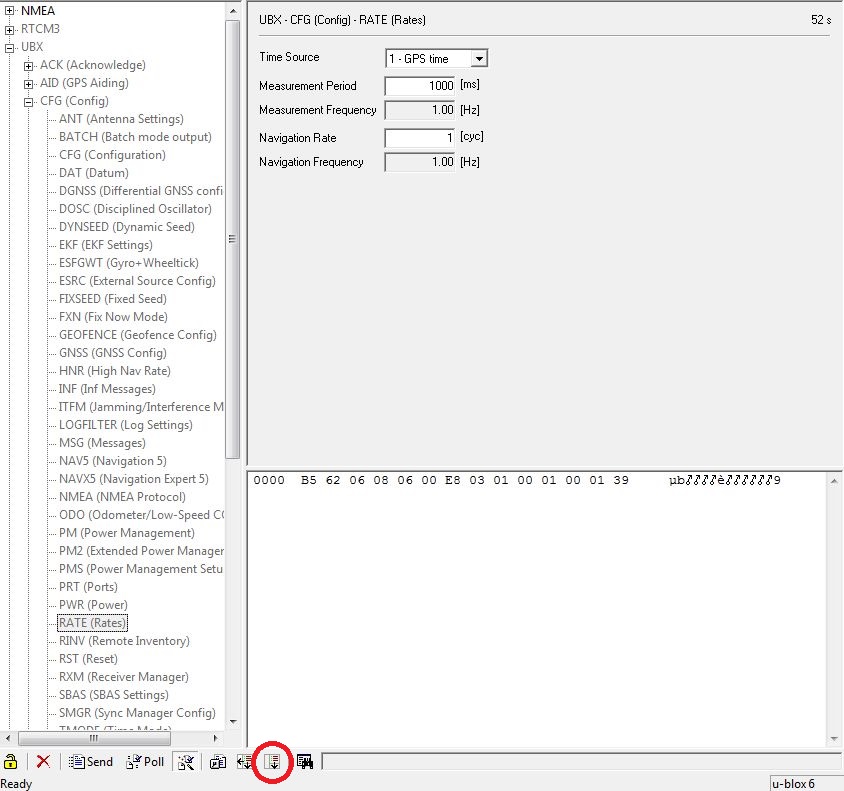 NMEA
RTCM3
UBX
ACK (Acknowledge)
AID (GPS Aiding)
CFG (Config)
ANT (Antenna Settings)
BATCH (Batch mode output)
CFG (Configuration)
DAT (Datum)
DGNSS (Differential GNSS confi
DOSC (Disciplined Oscillator)
DYNSEED (Dynamic Seed)
EKF (EKF Settings)
ESFGWT (Gyro+Wheeltick)
ESRC (External Source Config)
FIXSEED (Fixed Seed)
FXN (Fix Now Mode)
GEOFENCE (Geofence Config)
GNSS (GNSS Config)
HNR (High Nav Rate)
INF (Inf Messages)
ITFM (Jamming/Interference M
LOGFILTER (Log Settings)
MSG (Messages)
NAV5 (Navigation 5)
NAVX5 (Navigation Expert 5)
NMEA (NMEA Protocol)
ODO (Odometer/Low-Speed CO
PM (Power Management)
PM2 (Extended Power Manager
PMS (Power Management Setu
PRT (Ports)
PWR (Power)
RATE (Rates)
RINV (Remote Inventory)
RST (Reset)
RXM (Receiver Manager)
SBAS (SBAS Settings)
SMGR (Sync Manager Config)
TMODE (Time Mode)
UBX - CFG (Config) - RATE (Rates) 52 s
Time Source 1 - GPS time
Measurement Period 1000 [ms]
Measurement Frequency 1.00 [Hz]
Navigation Rate 1 [cyc]
Navigation Frequency 1.00 [Hz]
0000 B5 62 06 08 06 00 E8 03 01 00 01 00 01 39 µb♪♪♪♪è♪♪♪♪♪♪9
Send Poll
Ready u-blox 6